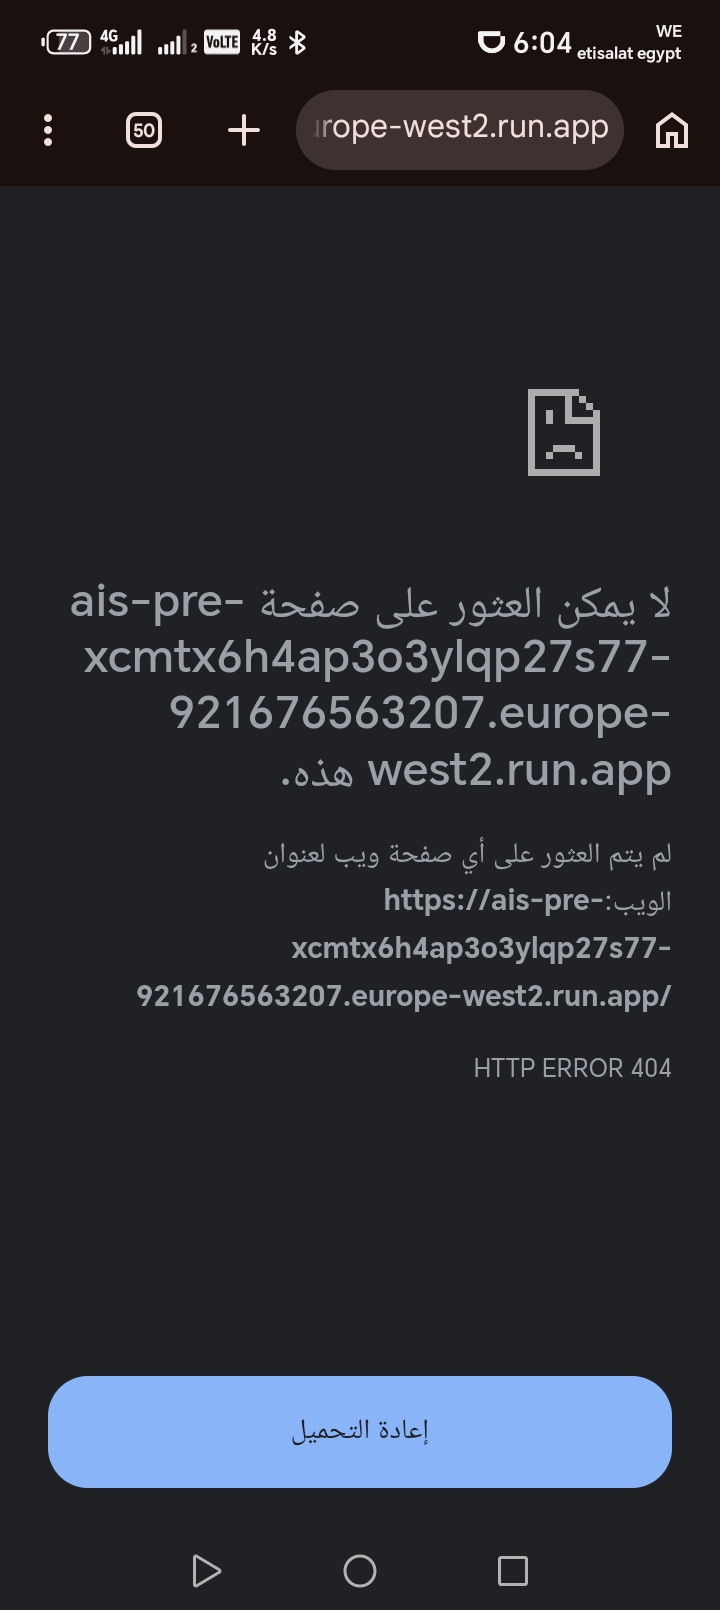 77 4G 2 VoLTE 4.8 K/s 6:04 WE
etisalat egypt
50 rope-west2.run.app
لا يمكن العثور على صفحة ais-pre-
xcmtx6h4ap3o3ylqp27s77-
921676563207.europe-
west2.run.app هذه.
لم يتم العثور على أي صفحة ويب لعنوان
الويب:https://ais-pre-
xcmtx6h4ap3o3ylqp27s77-
921676563207.europe-west2.run.app/
HTTP ERROR 404
إعادة التحميل